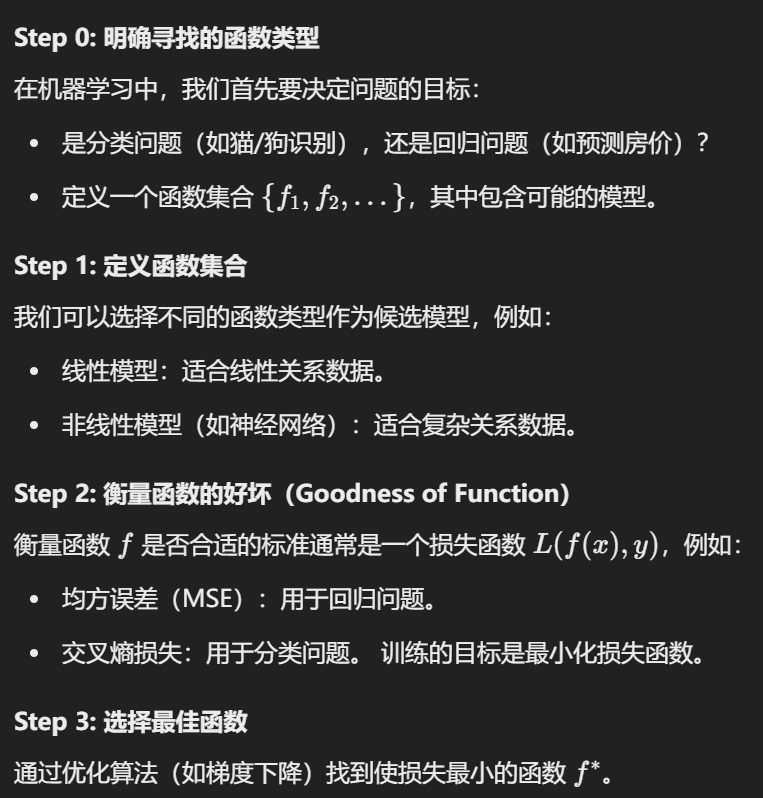 Step 0: 明确寻找的函数类型
在机器学习中，我们首先要决定问题的目标：
• 是分类问题（如猫/狗识别），还是回归问题（如预测房价）？
• 定义一个函数集合 {f₁, f₂, …}，其中包含可能的模型。
Step 1: 定义函数集合
我们可以选择不同的函数类型作为候选模型，例如：
• 线性模型：适合线性关系数据。
• 非线性模型（如神经网络）：适合复杂关系数据。
Step 2: 衡量函数的好坏（Goodness of Function）
衡量函数 f 是否合适的标准通常是一个损失函数 L(f(x), y)，例如：
• 均方误差（MSE）：用于回归问题。
• 交叉熵损失：用于分类问题。 训练的目标是最小化损失函数。
Step 3: 选择最佳函数
通过优化算法（如梯度下降）找到使损失最小的函数 f*。